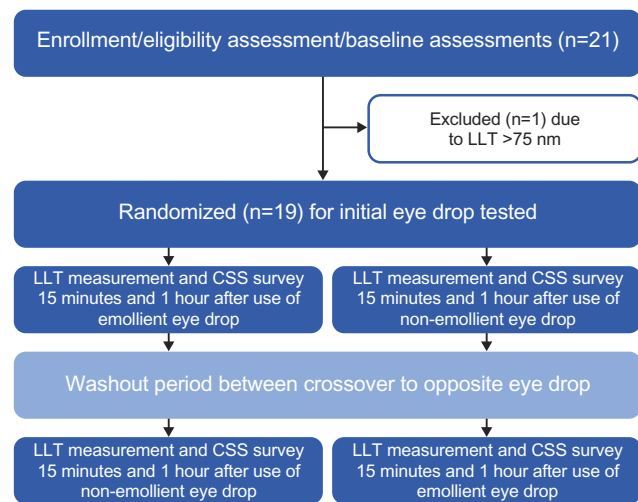 Enrollment/eligibility assessment/baseline assessments (n=21)
Excluded (n=1) due
to LLT >75 nm
Randomized (n=19) for initial eye drop tested
LLT measurement and CSS survey
15 minutes and 1 hour after use of
emollient eye drop
LLT measurement and CSS survey
15 minutes and 1 hour after use of
non-emollient eye drop
Washout period between crossover to opposite eye drop
LLT measurement and CSS survey
15 minutes and 1 hour after use of
non-emollient eye drop
LLT measurement and CSS survey
15 minutes and 1 hour after use of
emollient eye drop